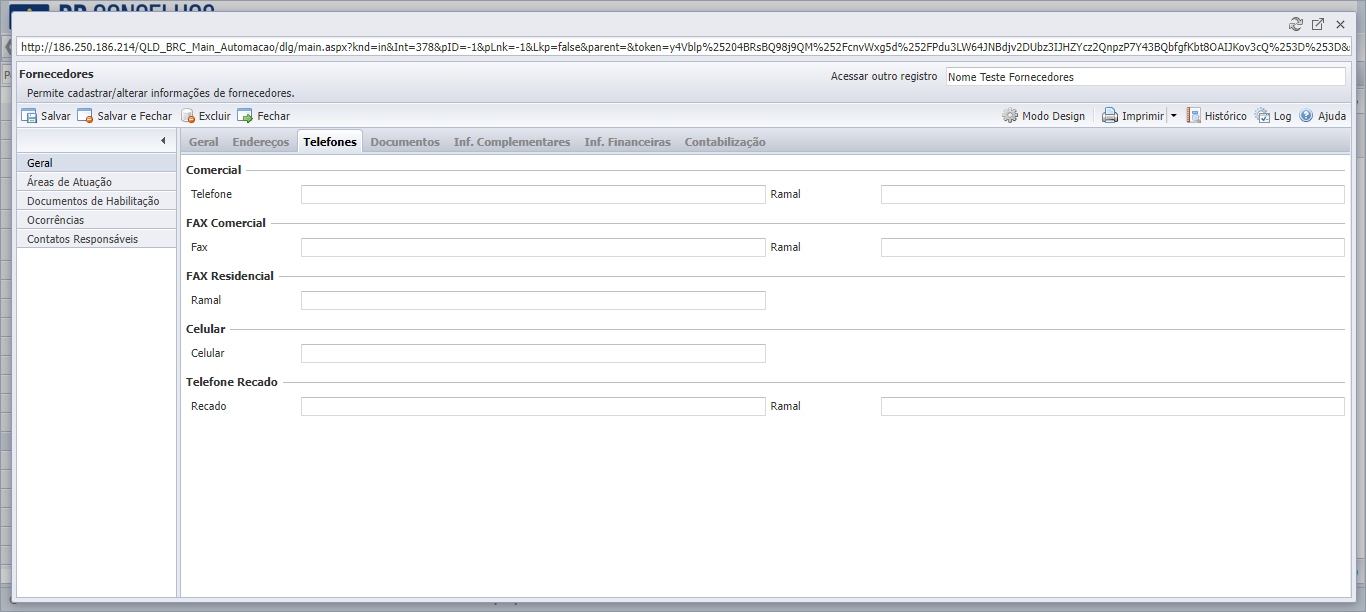 http://186.250.186.214/QLD_BRC_Main_Automacao/dlg/main.aspx?knd=in&Int=378&pID=-1&pLnk=-1&Lkp=false&parent=&token=y4Vblp%25204BRsBQ98j9QM%252FcnvWxg5d%252FPdu3LW64JNBdjv2DUbz3IJHZYcz2QnpzP7Y43BQbfgfKbt8OAIJKov3cQ%253D%253D&
Fornecedores
Acessar outro registro Nome Teste Fornecedores
Permite cadastrar/alterar informações de fornecedores.
Salvar Salvar e Fechar Excluir Fechar Modo Design Imprimir Histórico Log Ajuda
Geral Endereços Telefones Documentos Inf. Complementares Inf. Financeiras Contabilização
Geral
Áreas de Atuação
Documentos de Habilitação
Ocorrências
Contatos Responsáveis
Comercial
Telefone Ramal
FAX Comercial
Fax Ramal
FAX Residencial
Ramal
Celular
Celular
Telefone Recado
Recado Ramal